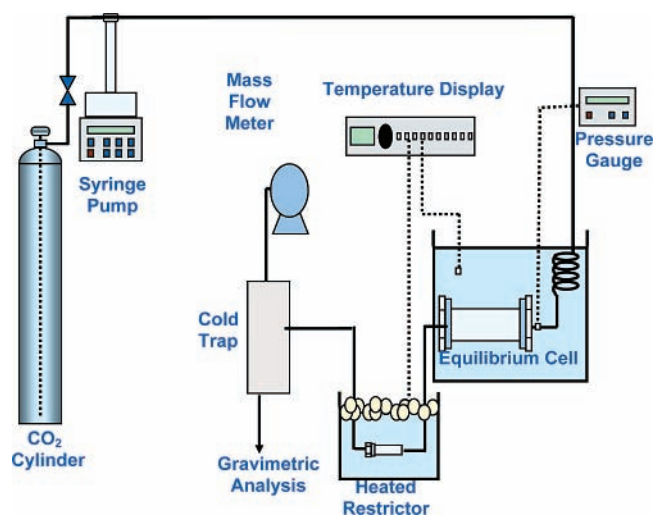 Mass
Flow
Meter
Temperature Display
Pressure
Gauge
Syringe
Pump
Cold
Trap
Equilibrium Cell
CO₂
Cylinder
Gravimetric
Analysis
Heated
Restrictor